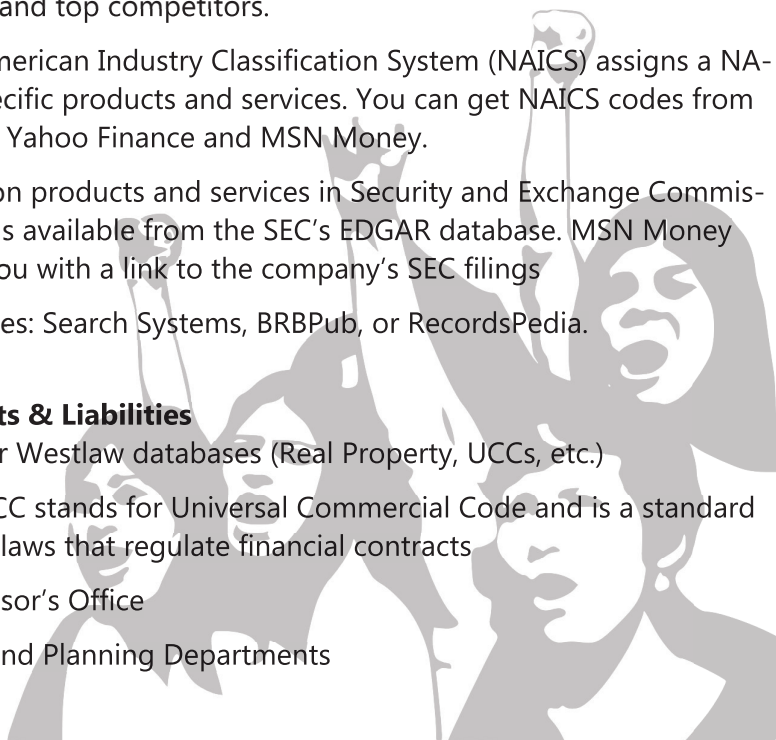 and top competitors.
merican Industry Classification System (NAICS) assigns a NA-
ecific products and services. You can get NAICS codes from
Yahoo Finance and MSN Money.
on products and services in Security and Exchange Commis-
s available from the SEC’s EDGAR database. MSN Money
ou with a link to the company’s SEC filings
es: Search Systems, BRBPub, or RecordsPedia.
ts & Liabilities
r Westlaw databases (Real Property, UCCs, etc.)
CC stands for Universal Commercial Code and is a standard
laws that regulate financial contracts
sor’s Office
nd Planning Departments